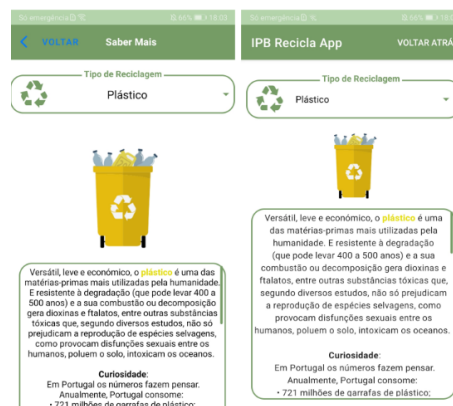 Só emergência
66% 18:03
VOLTAR
Saber Mais
Tipo de Reciclagem
Plástico
Versátil, leve e económico, o plástico é uma das
matérias-primas mais utilizadas pela humanidade.
E resistente à degradação (que pode levar 400 a
500 anos) e a sua combustão ou decomposição
gera dioxinas e ftalatos, entre outras substâncias
tóxicas que, segundo diversos estudos, não só
prejudicam a reprodução de espécies selvagens,
como provocam disfunções sexuais entre os
humanos, poluem o solo, intoxicam os oceanos.
Curiosidade:
Em Portugal os números fazem pensar.
Anualmente, Portugal consome:
• 721 milhões de garrafas de plástico;
Só emergência
66% 18:0
IPB Recicla App
VOLTAR ATRÁ
Tipo de Reciclagem
Plástico
Versátil, leve e económico, o plástico é uma
das matérias-primas mais utilizadas pela
humanidade. E resistente à degradação
(que pode levar 400 a 500 anos) e a sua
combustão ou decomposição gera dioxinas e
ftalatos, entre outras substâncias tóxicas que,
segundo diversos estudos, não só prejudicam
a reprodução de espécies selvagens, como
provocam disfunções sexuais entre os
humanos, poluem o solo, intoxicam os oceanos.
Curiosidade:
Em Portugal os números fazem pensar.
Anualmente, Portugal consome:
• 721 milhões de garrafas de plástico;